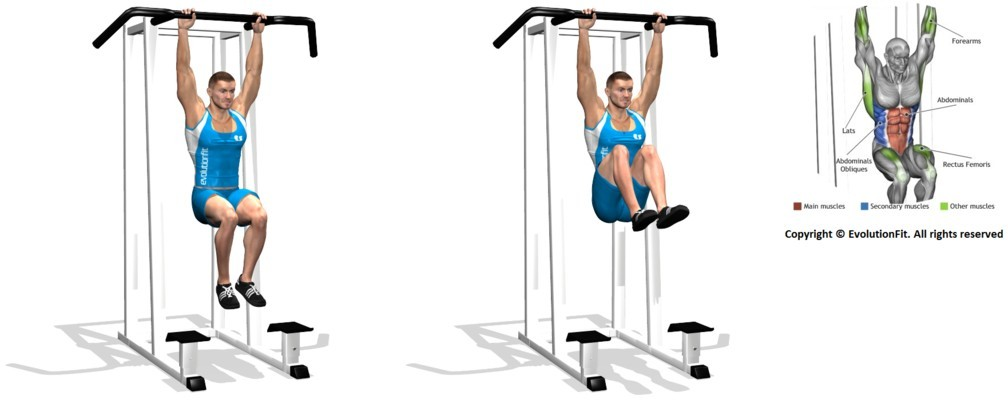 evolutionfit
Forearms
Abdominals
Lats
Abdominals
Obliques
Rectus Femoris
Main muscles
Secondary muscles
Other muscles
Copyright © EvolutionFit. All rights reserved